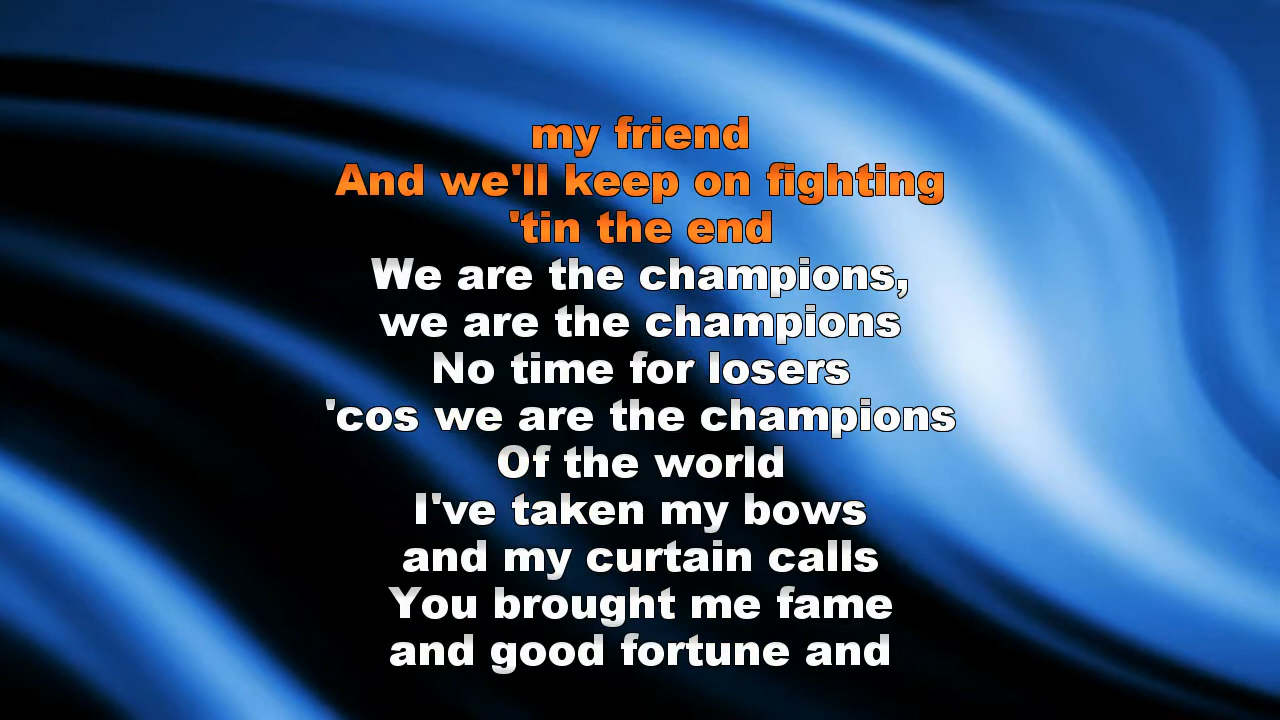 my friend
And we'll keep on fighting
'tin the end
We are the champions,
we are the champions
No time for losers
'cos we are the champions
Of the world
I've taken my bows
and my curtain calls
You brought me fame
and good fortune and